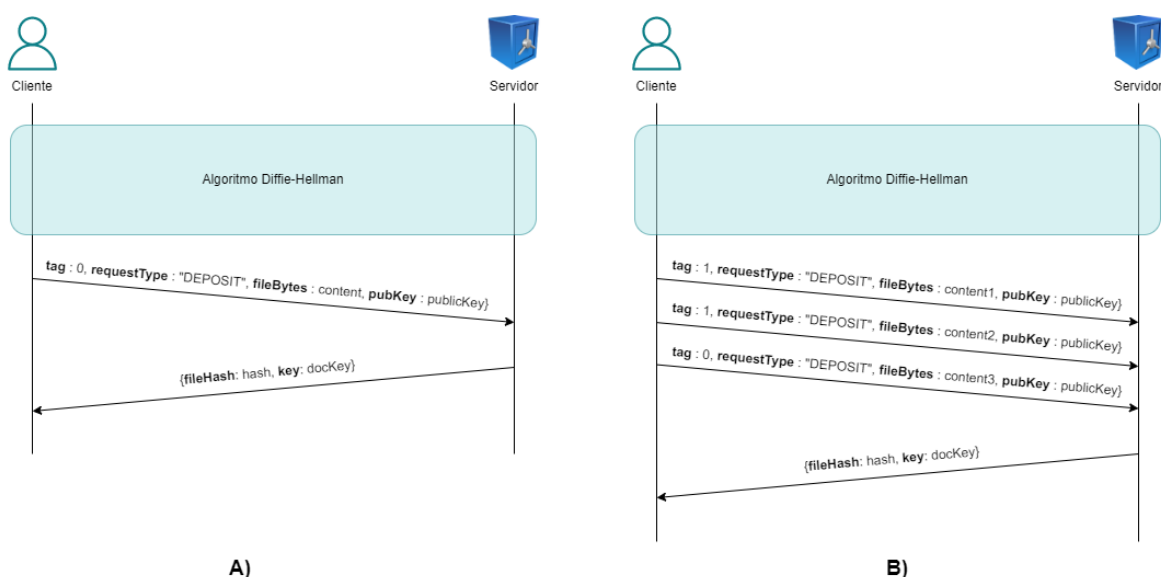 Cliente
Servidor
Algoritmo Diffie-Hellman
tag : 0, requestType : "DEPOSIT", fileBytes : content, pubKey : publicKey}
{fileHash: hash, key: docKey}
A)
Cliente
Servidor
Algoritmo Diffie-Hellman
tag : 1, requestType : "DEPOSIT", fileBytes : content1, pubKey : publicKey}
tag : 1, requestType : "DEPOSIT", fileBytes : content2, pubKey : publicKey}
tag : 0, requestType : "DEPOSIT", fileBytes : content3, pubKey : publicKey}
{fileHash: hash, key: docKey}
B)